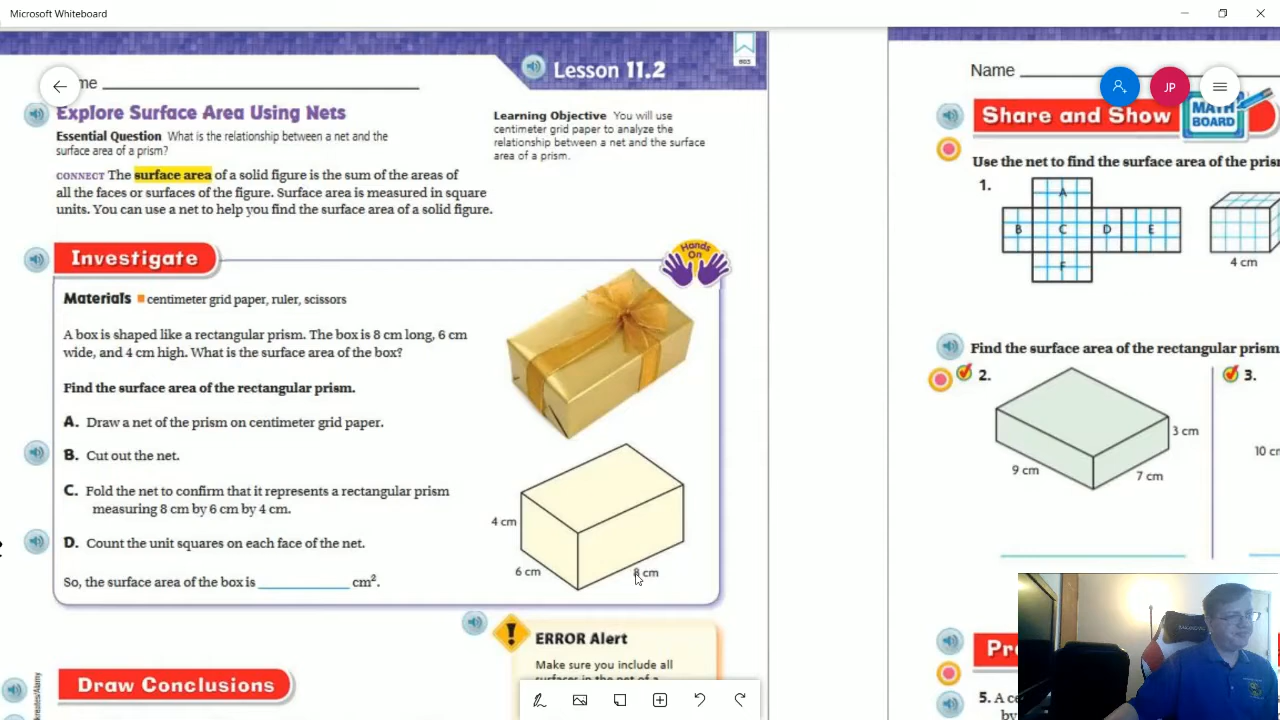 Microsoft Whiteboard
Lesson 11.2
Explore Surface Area Using Nets
Essential Question What is the relationship between a net and the
surface area of a prism?
Learning Objective You will use
centimeter grid paper to analyze the
relationship between a net and the surface
area of a prism.
CONNECT The surface area of a solid figure is the sum of the areas of
all the faces or surfaces of the figure. Surface area is measured in square
units. You can use a net to help you find the surface area of a solid figure.
Investigate
Hands
On
Materials centimeter grid paper, ruler, scissors
A box is shaped like a rectangular prism. The box is 8 cm long, 6 cm
wide, and 4 cm high. What is the surface area of the box?
Find the surface area of the rectangular prism.
A. Draw a net of the prism on centimeter grid paper.
B. Cut out the net.
C. Fold the net to confirm that it represents a rectangular prism
measuring 8 cm by 6 cm by 4 cm.
D. Count the unit squares on each face of the net.
So, the surface area of the box is ____________ cm².
4 cm
6 cm
8 cm
ERROR Alert
Make sure you include all
Draw Conclusions
Name
JP
Share and Show
MATH
BOARD
Use the net to find the surface area of the
1.
A
B C D E
F
4 cm
Find the surface area of the rectangular prism
2.
3 cm
9 cm
7 cm
3.
10
5. A
by